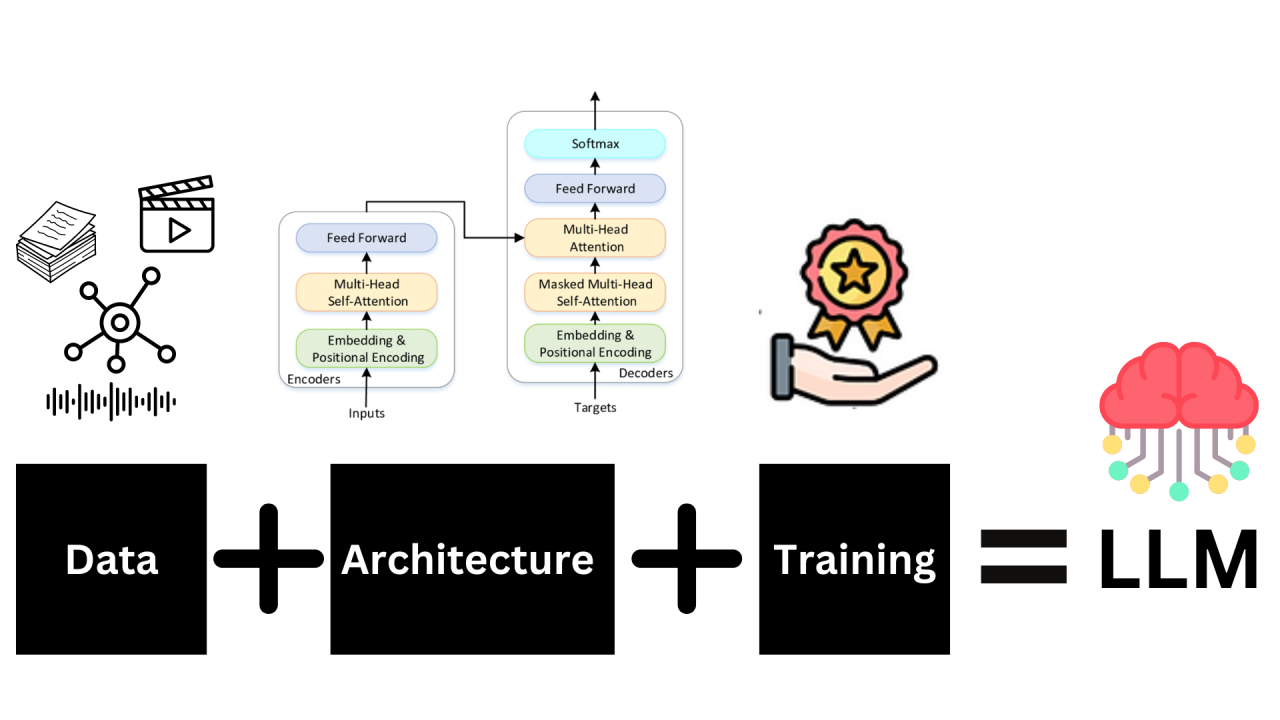 Softmax
Feed Forward
Multi-Head
Attention
Masked Multi-Head
Self-Attention
Embedding &
Positional Encoding
Decoders
Targets
Feed Forward
Multi-Head
Self-Attention
Embedding &
Positional Encoding
Encoders
Inputs
Data
Architecture
Training
LLM